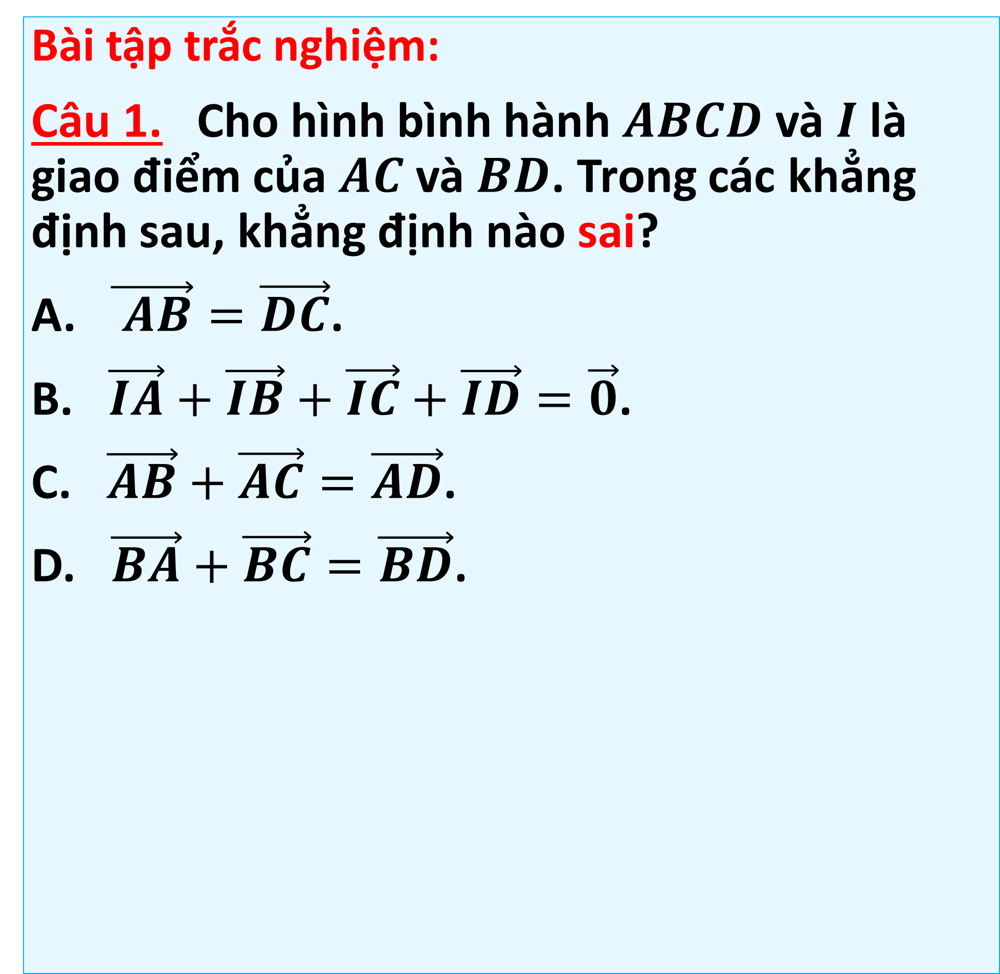 Bài tập trắc nghiệm:
Câu 1. Cho hình bình hành $ABCD$ và $I$ là
giao điểm của $AC$ và $BD$. Trong các khẳng
định sau, khẳng định nào sai?
A. $\overrightarrow{AB} = \overrightarrow{DC}$.
B. $\overrightarrow{IA} + \overrightarrow{IB} + \overrightarrow{IC} + \overrightarrow{ID} = \overrightarrow{0}$.
C. $\overrightarrow{AB} + \overrightarrow{AC} = \overrightarrow{AD}$.
D. $\overrightarrow{BA} + \overrightarrow{BC} = \overrightarrow{BD}$.